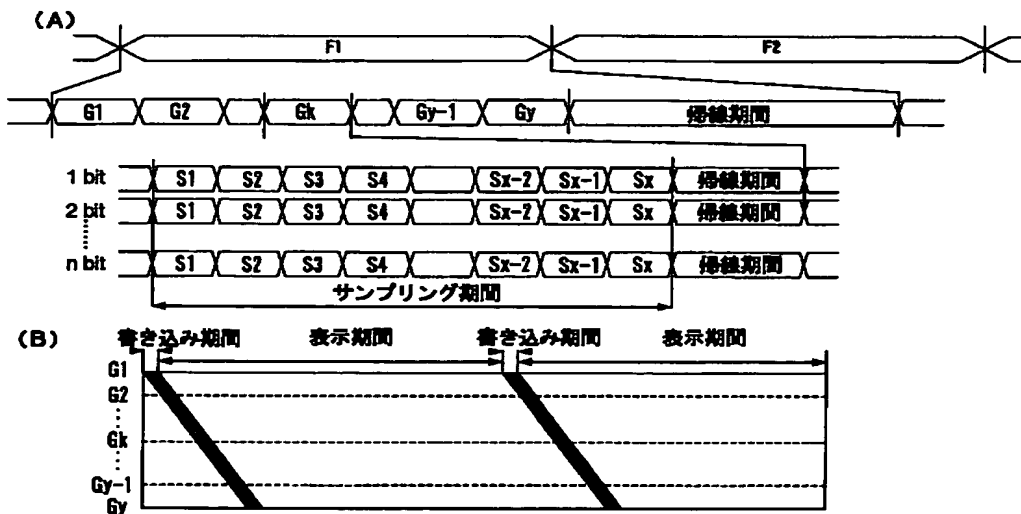 (A)
F1 F2
G1 G2 Gk Gy-1 Gy 帰線期間
1 bit S1 S2 S3 S4 Sx-2 Sx-1 Sx 帰線期間
2 bit S1 S2 S3 S4 Sx-2 Sx-1 Sx 帰線期間
n bit S1 S2 S3 S4 Sx-2 Sx-1 Sx 帰線期間
サンプリング期間
(B) 書き込み期間 表示期間 書き込み期間 表示期間
G1
G2
Gk
Gy-1
Gy